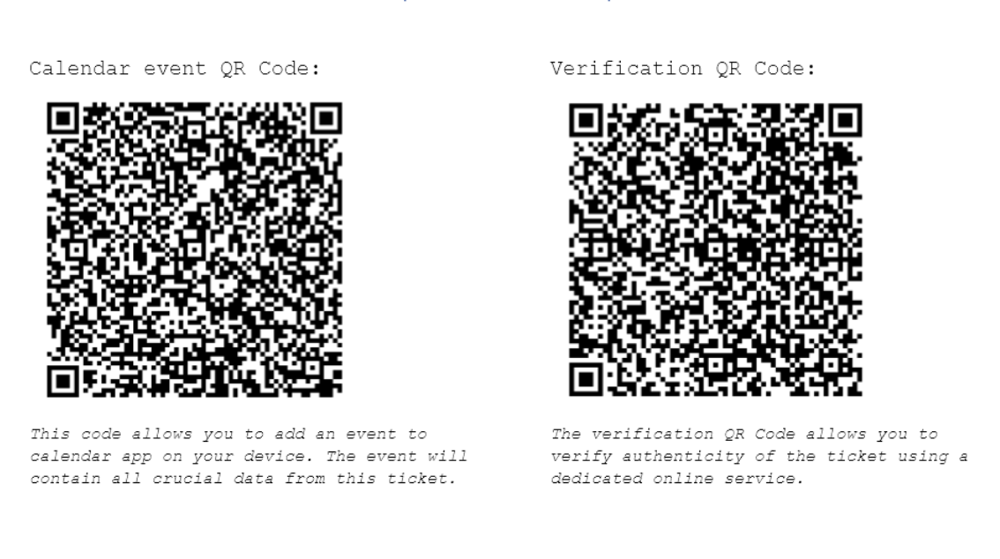 Calendar event QR Code:
Verification QR Code:
This code allows you to add an event to
calendar app on your device. The event will
contain all crucial data from this ticket.
The verification QR Code allows you to
verify authenticity of the ticket using a
dedicated online service.